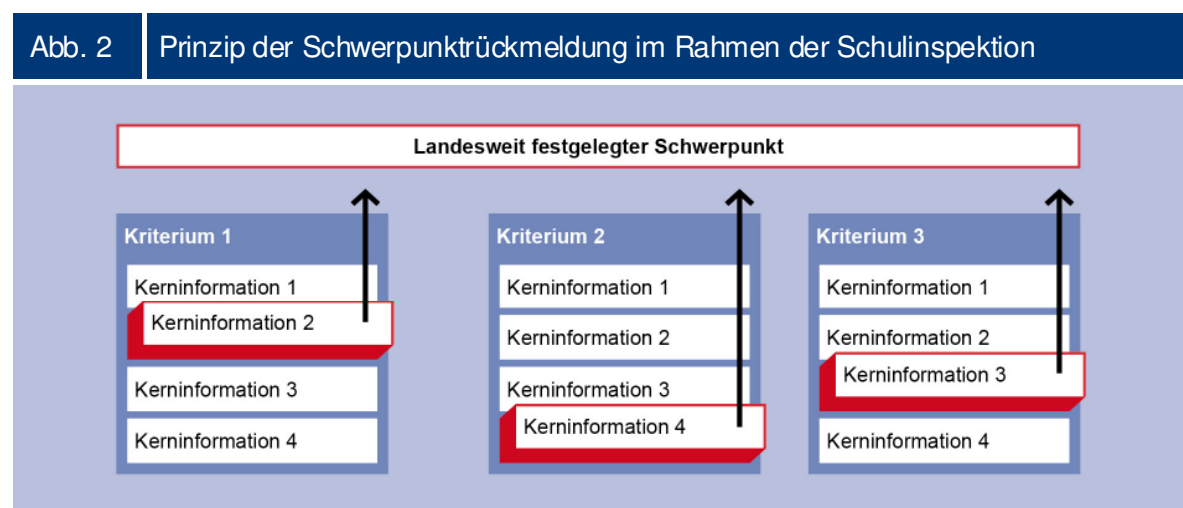 Abb. 2
Prinzip der Schwerpunktrückmeldung im Rahmen der Schulinspektion
Landesweit festgelegter Schwerpunkt
Kriterium 1
Kerninformation 1
Kerninformation 2
Kerninformation 3
Kerninformation 4
Kriterium 2
Kerninformation 1
Kerninformation 2
Kerninformation 3
Kerninformation 4
Kriterium 3
Kerninformation 1
Kerninformation 2
Kerninformation 3
Kerninformation 4